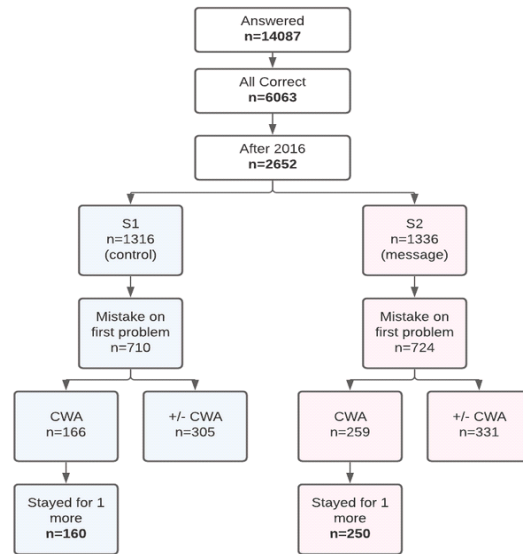 Answered
n=14087
All Correct
n=6063
After 2016
n=2652
S1
n=1316
(control)
S2
n=1336
(message)
Mistake on
first problem
n=710
Mistake on
first problem
n=724
CWA
n=166
+/- CWA
n=305
CWA
n=259
+/- CWA
n=331
Stayed for 1
more
n=160
Stayed for 1
more
n=250